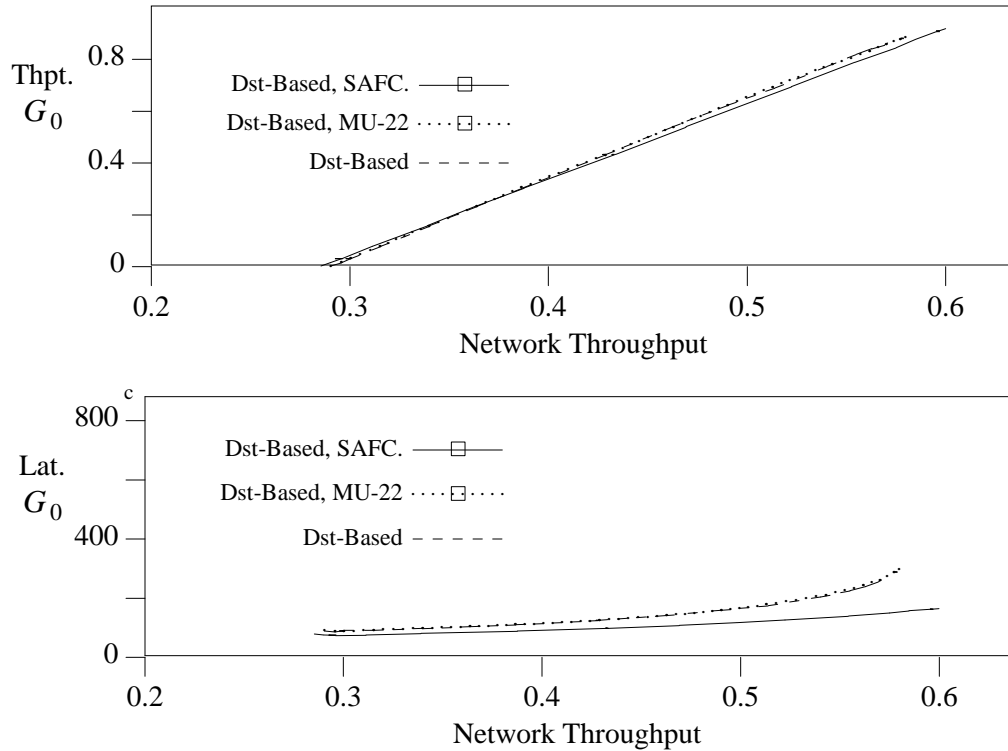 0.8
Thpt.
G0
Dst-Based, SAFC.
Dst-Based, MU-22
Dst-Based
0.4
0
0.2 0.3 0.4 0.5 0.6
Network Throughput
c
800
Lat.
G0
Dst-Based, SAFC.
Dst-Based, MU-22
Dst-Based
400
0
0.2 0.3 0.4 0.5 0.6
Network Throughput